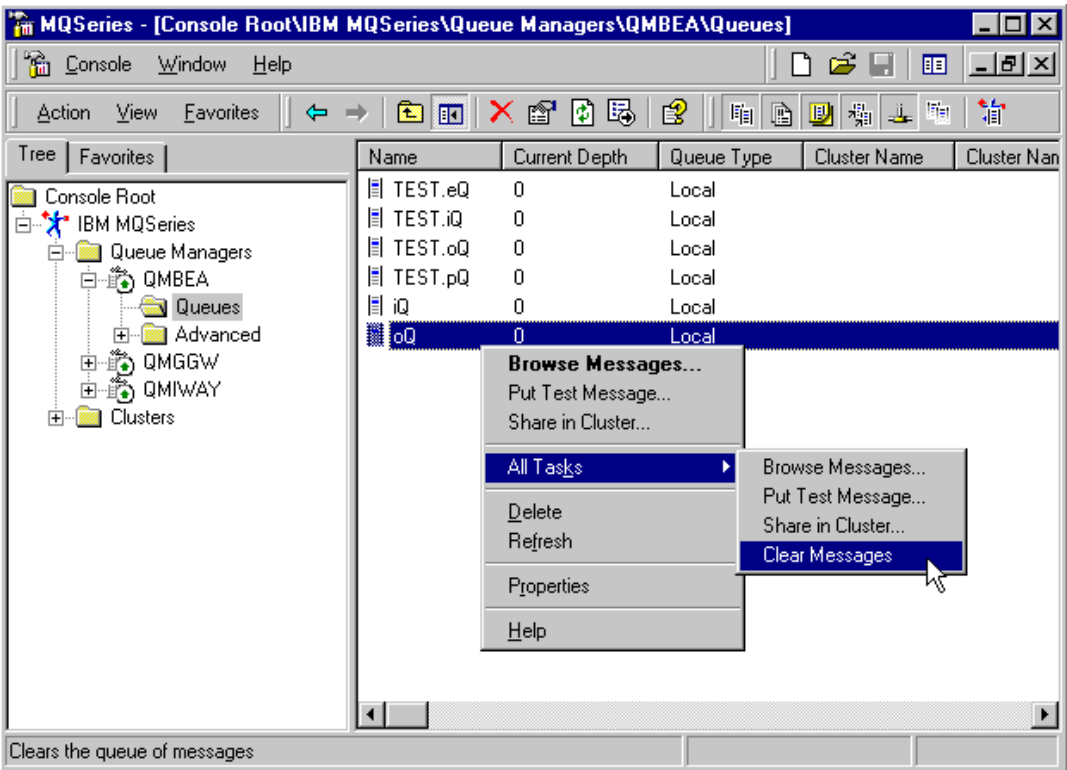 MQSeries - [Console Root\IBM MQSeries\Queue Managers\QMBEA\Queues]
Console Window Help
Action View Favorites
Tree Favorites
Name Current Depth Queue Type Cluster Name Cluster Nan
Console Root
IBM MQSeries
Queue Managers
QMBEA
Queues
Advanced
QMGGW
QMIWAY
Clusters
TEST.eQ 0 Local
TEST.iQ 0 Local
TEST.oQ 0 Local
TEST.pQ 0 Local
iQ 0 Local
oQ 0 Local
Browse Messages...
Put Test Message...
Share in Cluster...
All Tasks
Delete
Refresh
Properties
Help
Browse Messages...
Put Test Message...
Share in Cluster...
Clear Messages
Clears the queue of messages